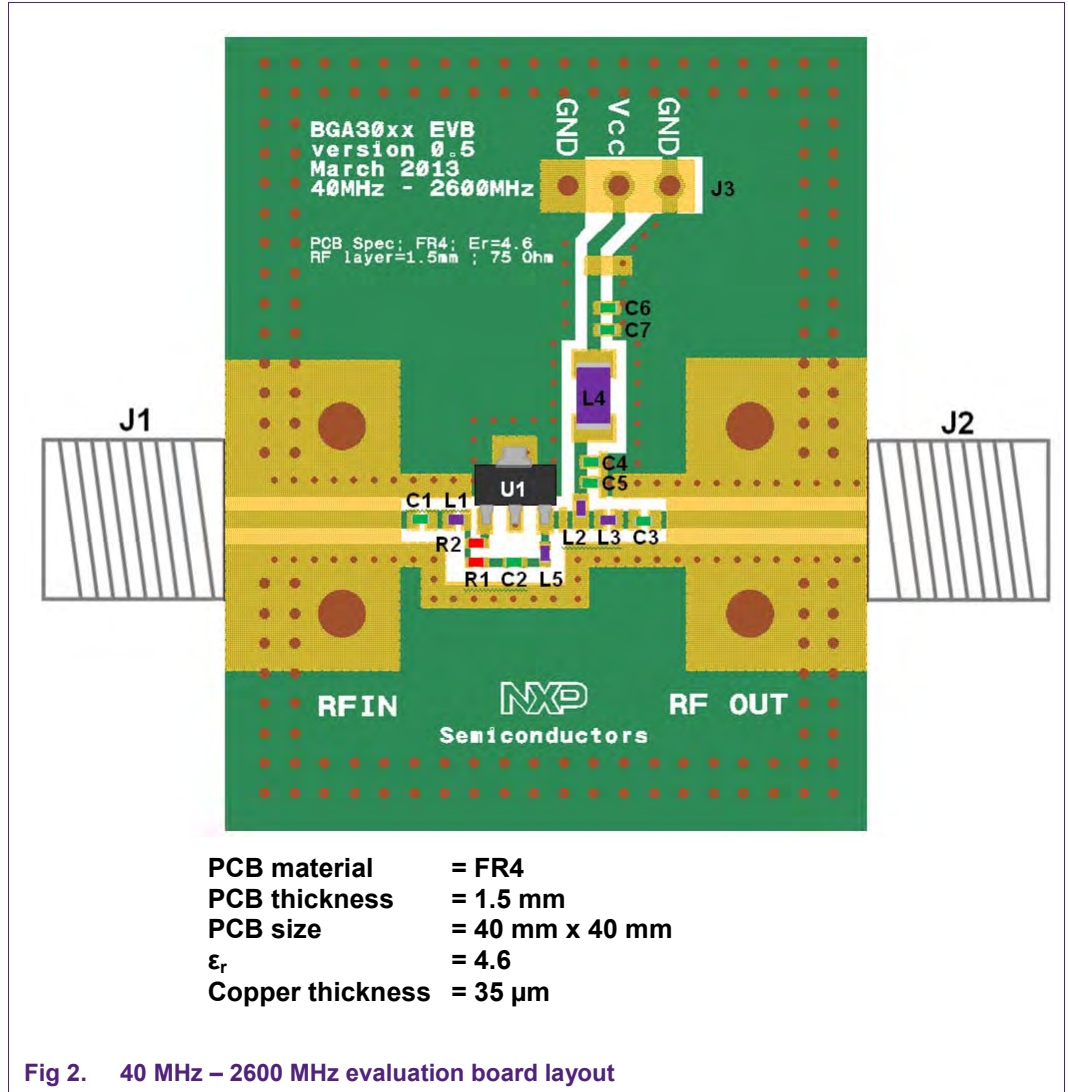 GND Vcc GND
BGA30xx EVB
version 0.5
March 2013
40MHz - 2600MHz
J3
PCB Spec; FR4; Er=4.6
RF layer=1.5mm ; 75 Ohm
C6
C7
L4
J1
J2
C4
C5
U1
C1 L1
R2
L2 L3 C3
R1 C2 L5
RFIN
NXP
RF OUT
Semiconductors
PCB material = FR4
PCB thickness = 1.5 mm
PCB size = 40 mm x 40 mm
εr = 4.6
Copper thickness = 35 µm
Fig 2. 40 MHz – 2600 MHz evaluation board layout